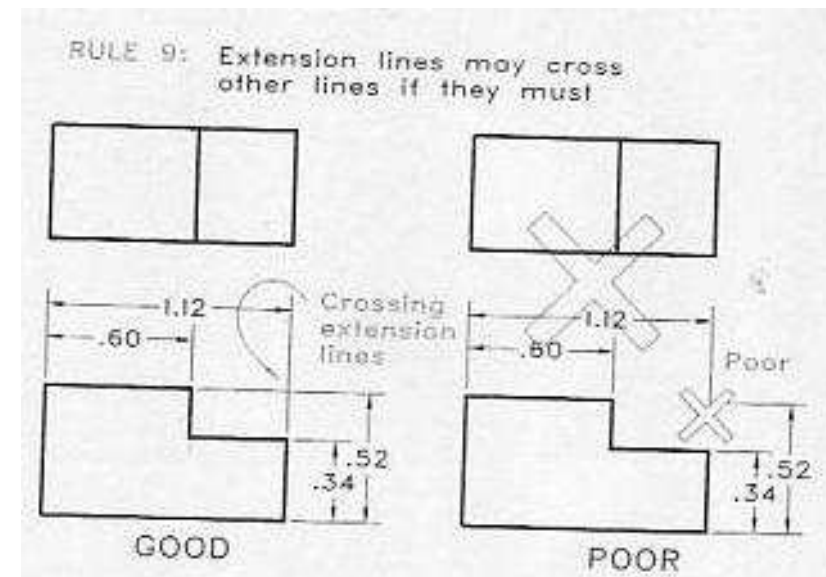 RULE 9: Extension lines may cross
other lines if they must
1.12
.60
Crossing
extension
lines
.52
.34
GOOD
1.12
.60
Poor
.52
.34
POOR